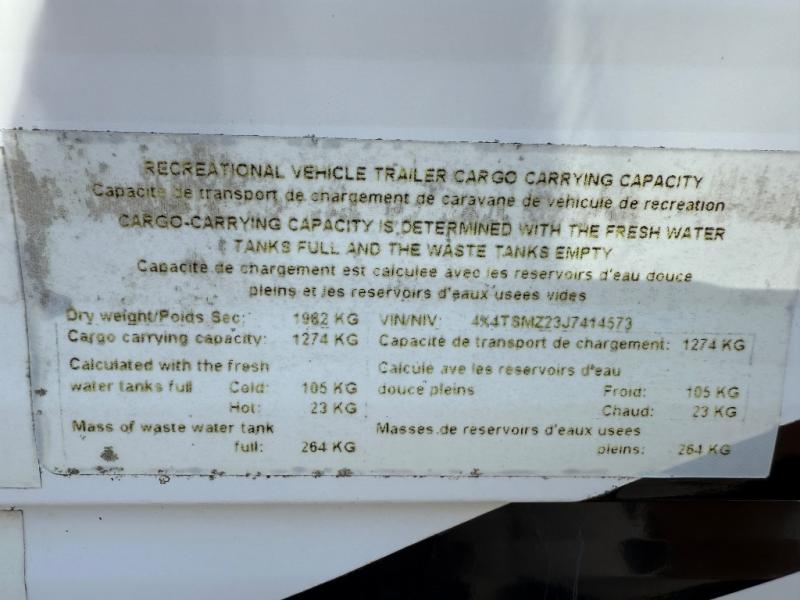 RECREATIONAL VEHICLE TRAILER CARGO CARRYING CAPACITY
Capacite de transport de chargement de caravane de vehicule de recreation
CARGO-CARRYING CAPACITY IS DETERMINED WITH THE FRESH WATER
TANKS FULL AND THE WASTE TANKS EMPTY
Capacite de chargement est calculee avec les reservoirs d'eau douce
pleins et les reservoirs d'eaux usees vides
Dry weight/Poids Sec: 1982 KG VIN/NIV: 4X4TSMZ23J7414573
Cargo carrying capacity: 1274 KG Capacite de transport de chargement: 1274 KG
Calculated with the fresh Calcule ave les reservoirs d'eau
water tanks full Cold: 105 KG douce pleins Froid: 105 KG
Hot: 23 KG Chaud: 23 KG
Mass of waste water tank Masses de reservoirs d'eaux usees
full: 264 KG pleins: 264 KG